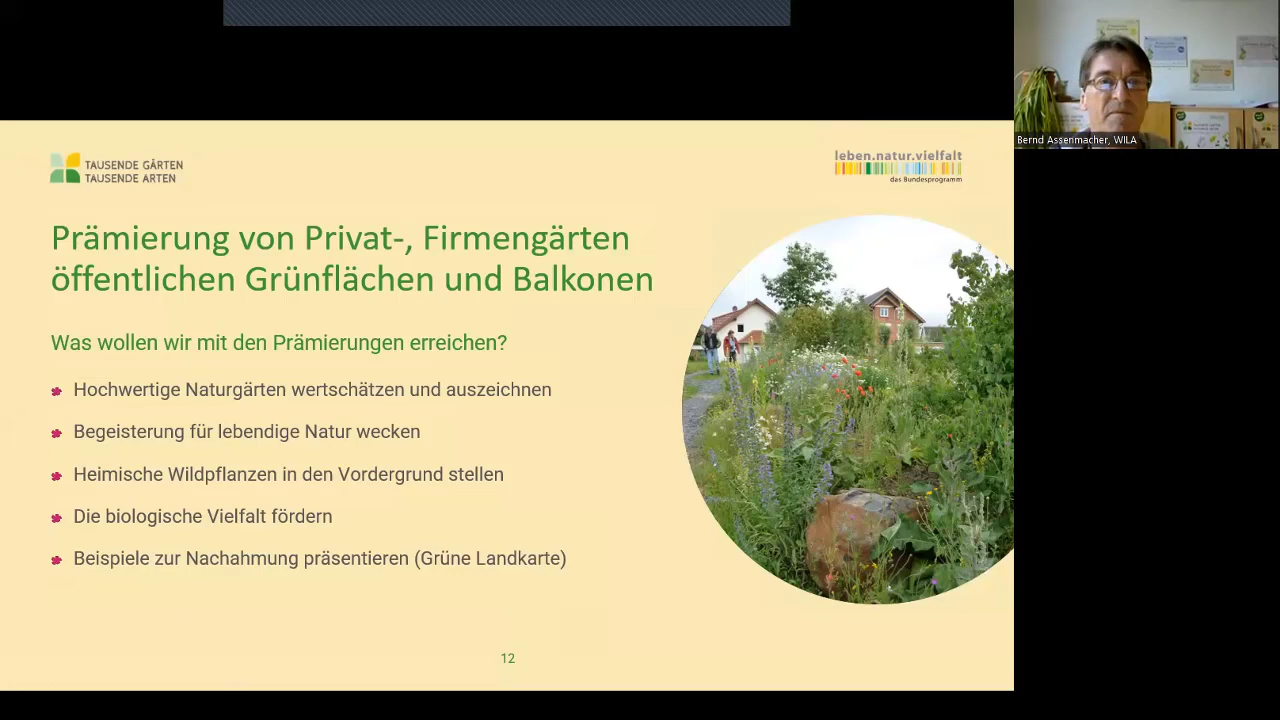 Bernd Assenmacher, WILA
TAUSENDE GÄRTEN
TAUSENDE ARTEN
leben.natur.vielfalt
das Bundesprogramm
Prämierung von Privat-, Firmengärten
öffentlichen Grünflächen und Balkonen
Was wollen wir mit den Prämierungen erreichen?
Hochwertige Naturgärten wertschätzen und auszeichnen
Begeisterung für lebendige Natur wecken
Heimische Wildpflanzen in den Vordergrund stellen
Die biologische Vielfalt fördern
Beispiele zur Nachahmung präsentieren (Grüne Landkarte)
12